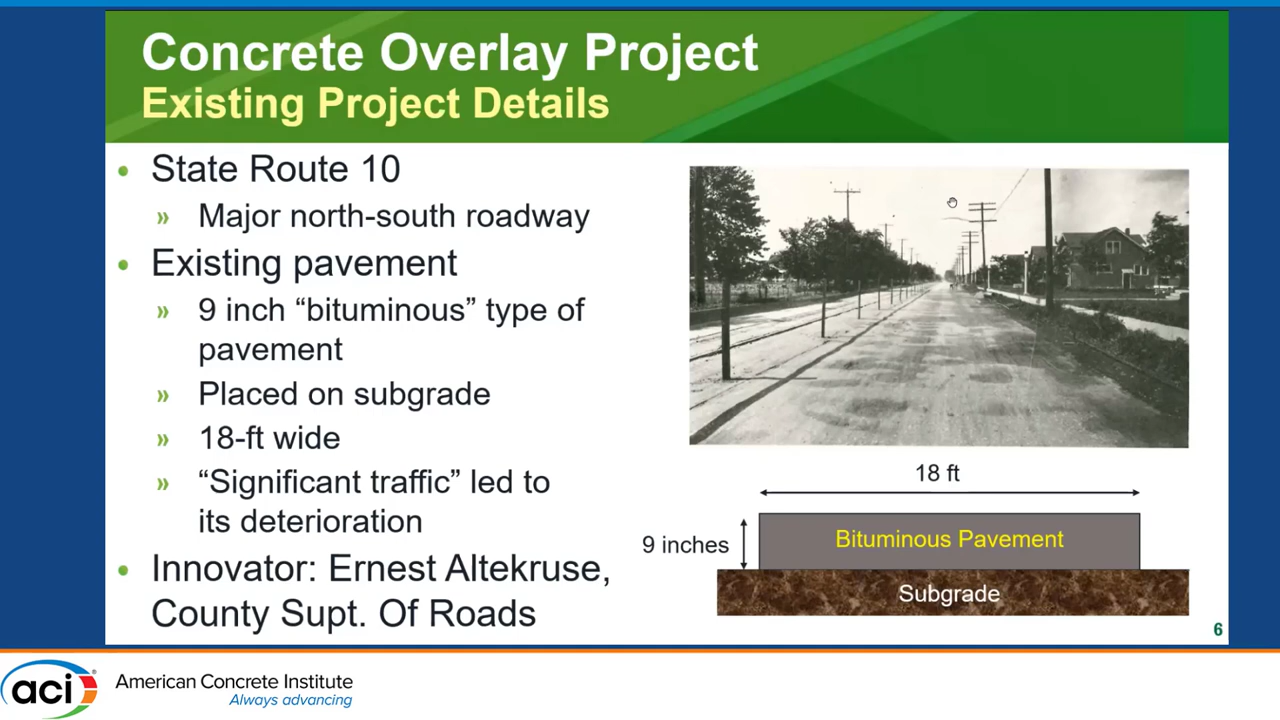 Concrete Overlay Project
Existing Project Details
• State Route 10
» Major north-south roadway
• Existing pavement
» 9 inch “bituminous” type of
pavement
» Placed on subgrade
» 18-ft wide
» “Significant traffic” led to
its deterioration
• Innovator: Ernest Altekruse,
County Supt. Of Roads
18 ft
9 inches
Bituminous Pavement
Subgrade
6
aci®
American Concrete Institute
Always advancing